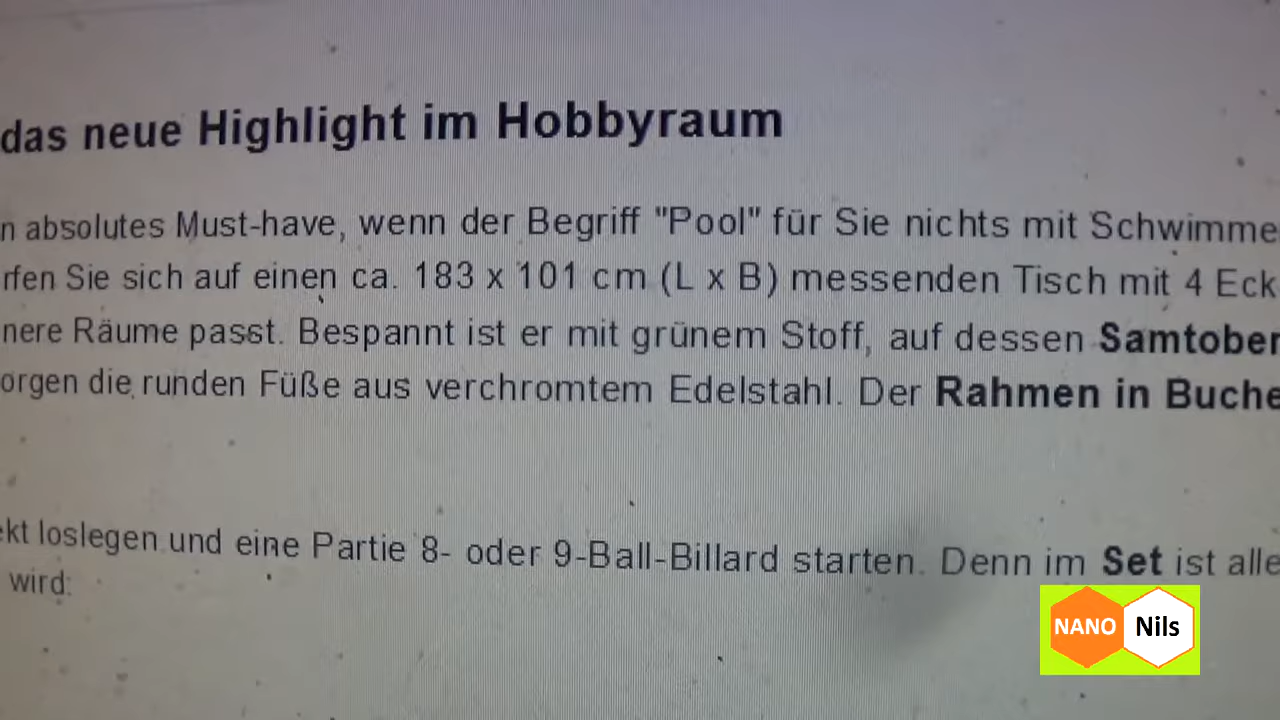 das neue Highlight im Hobbyraum
n absolutes Must-have, wenn der Begriff "Pool" für Sie nichts mit Schwimme
rfen Sie sich auf einen ca. 183 x 101 cm (L x B) messenden Tisch mit 4 Eck
nere Räume passt. Bespannt ist er mit grünem Stoff, auf dessen Samtober
orgen die runden Füße aus verchromtem Edelstahl. Der Rahmen in Buche
ekt loslegen und eine Partie 8- oder 9-Ball-Billard starten. Denn im Set ist alle
wird:
NANO Nils